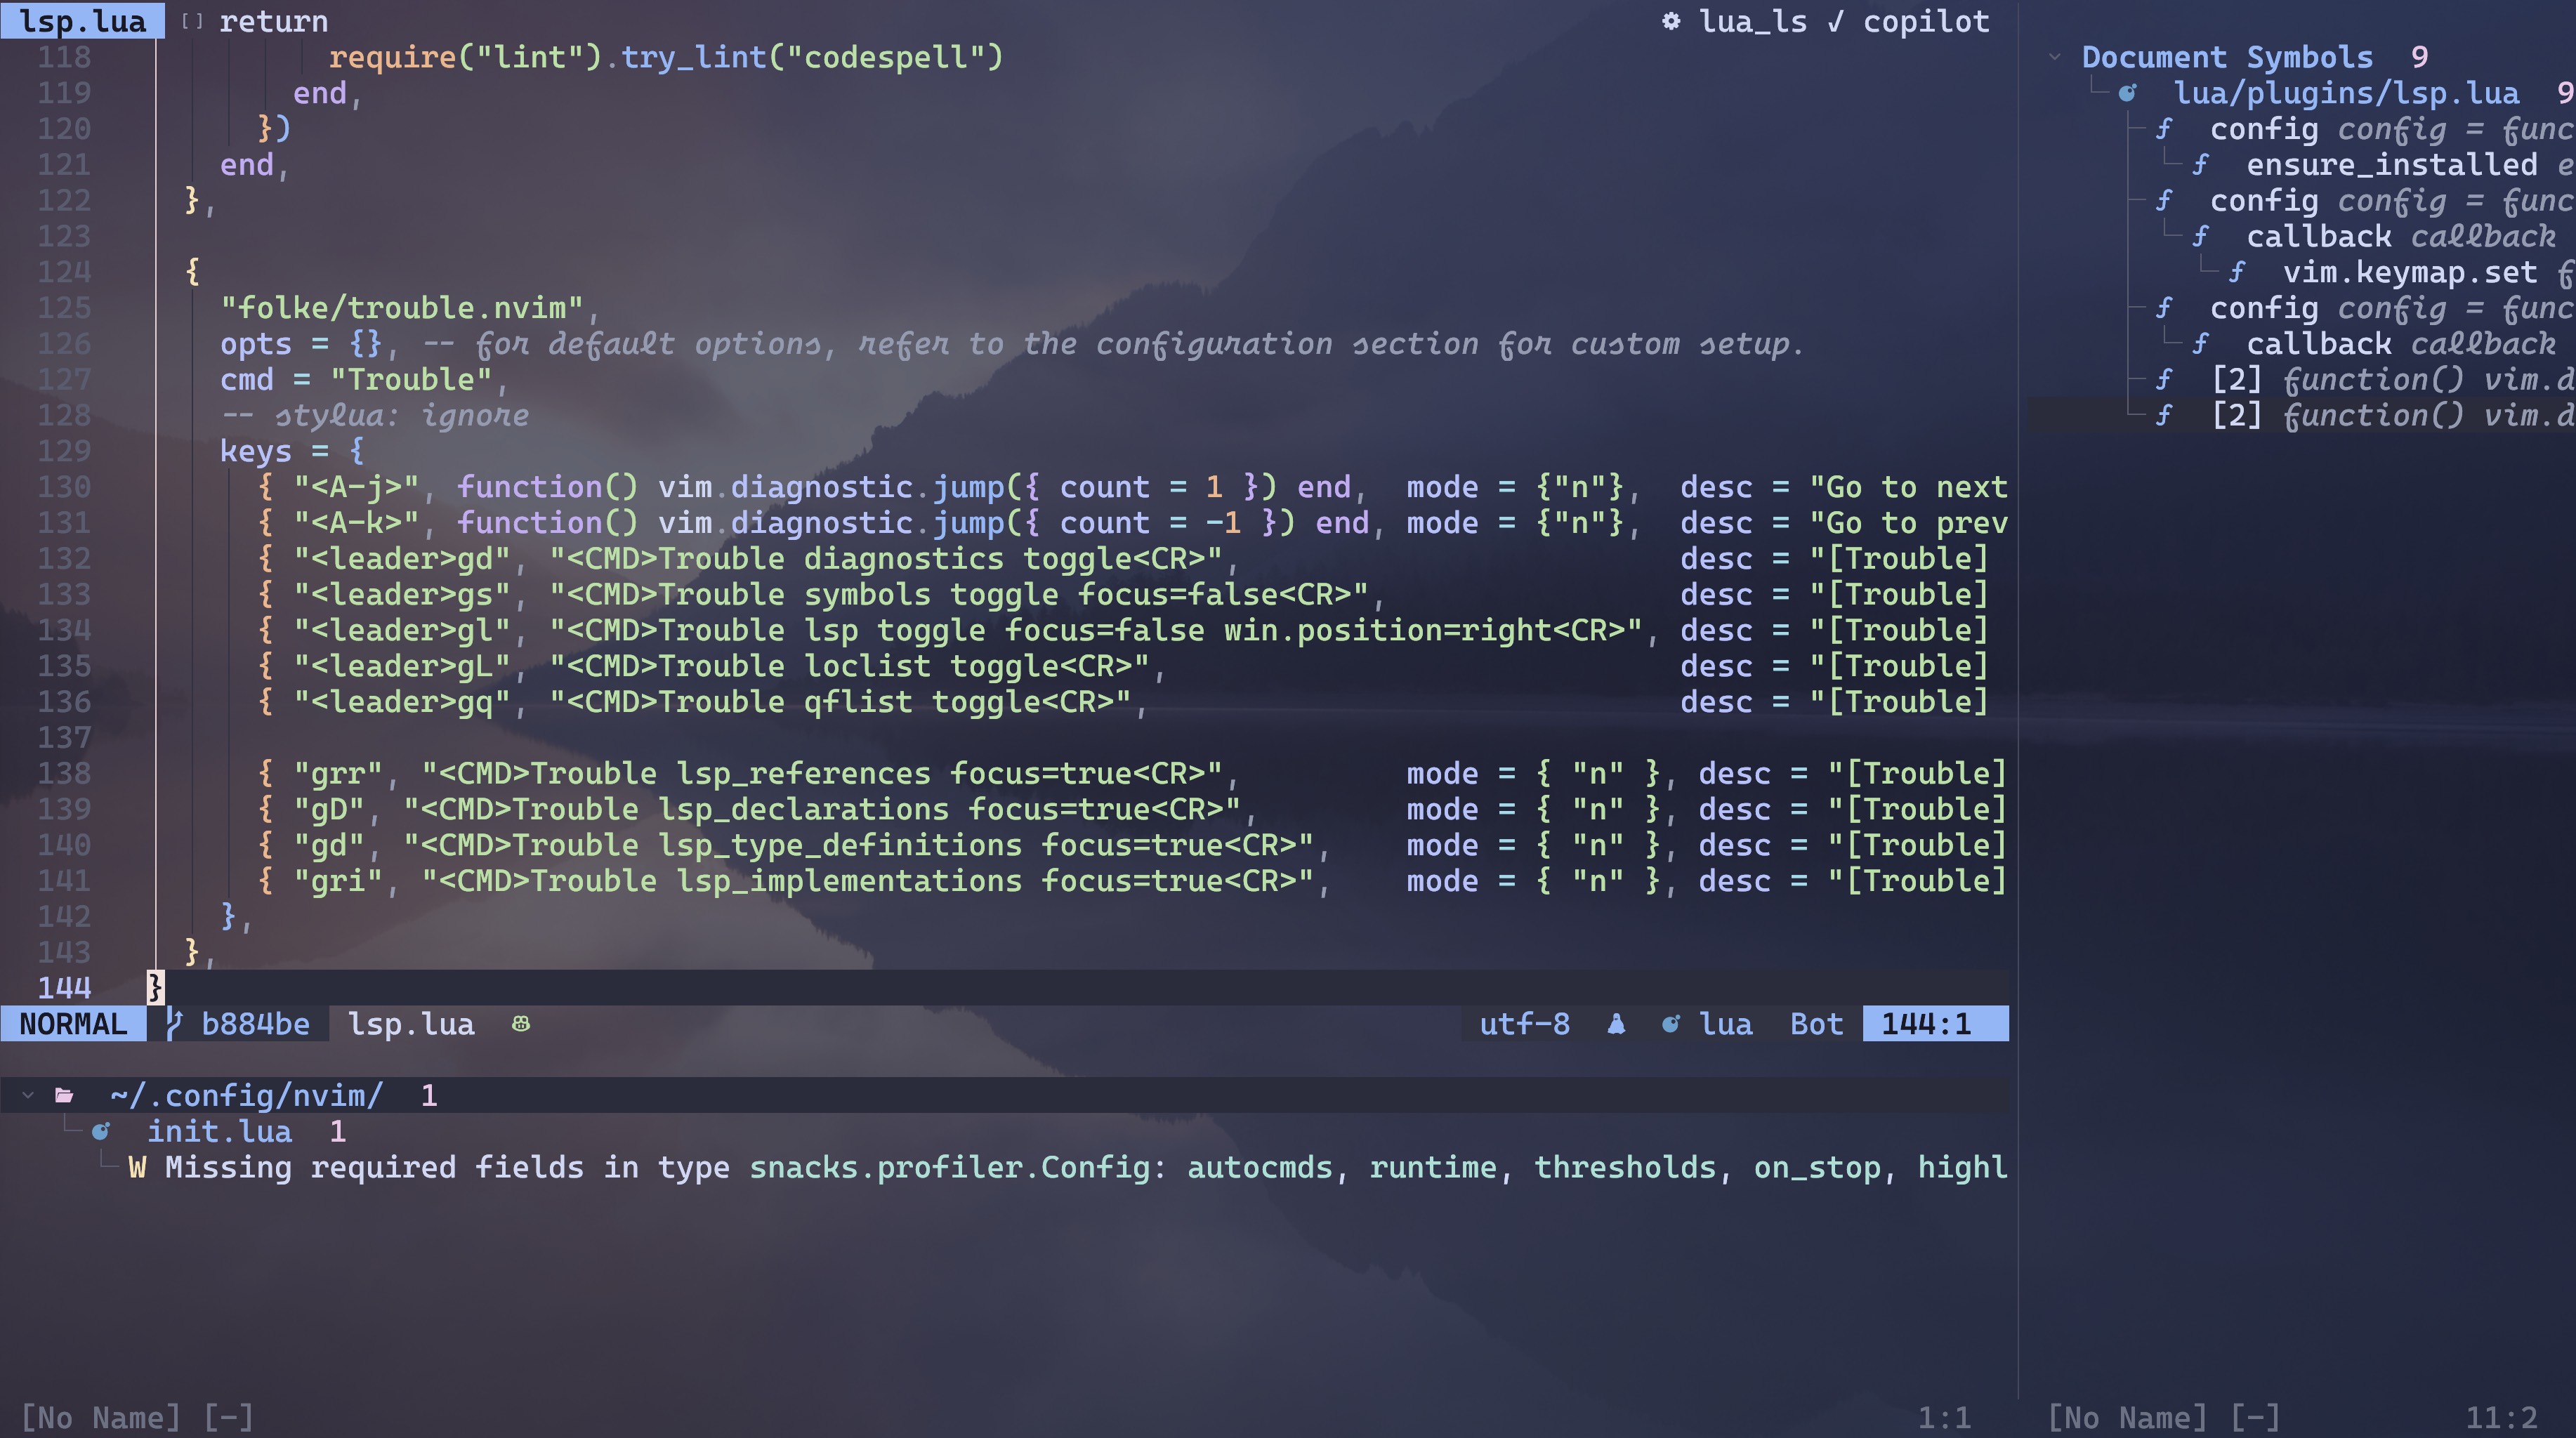 lsp.lua [] return lua_ls ✓ copilot
118 require("lint").try_lint("codespell")
119 end,
120 })
121 end,
122 },
123
124 {
125 "folke/trouble.nvim",
126 opts = {}, -- for default options, refer to the configuration section for custom setup.
127 cmd = "Trouble",
128 -- stylua: ignore
129 keys = {
130 { "<A-j>", function() vim.diagnostic.jump({ count = 1 }) end, mode = {"n"}, desc = "Go to next
131 { "<A-k>", function() vim.diagnostic.jump({ count = -1 }) end, mode = {"n"}, desc = "Go to prev
132 { "<leader>gd", "<CMD>Trouble diagnostics toggle<CR>", desc = "[Trouble]
133 { "<leader>gs", "<CMD>Trouble symbols toggle focus=false<CR>", desc = "[Trouble]
134 { "<leader>gl", "<CMD>Trouble lsp toggle focus=false win.position=right<CR>", desc = "[Trouble]
135 { "<leader>gL", "<CMD>Trouble loclist toggle<CR>", desc = "[Trouble]
136 { "<leader>gq", "<CMD>Trouble qflist toggle<CR>", desc = "[Trouble]
137
138 { "grr", "<CMD>Trouble lsp_references focus=true<CR>", mode = { "n" }, desc = "[Trouble]
139 { "gD", "<CMD>Trouble lsp_declarations focus=true<CR>", mode = { "n" }, desc = "[Trouble]
140 { "gd", "<CMD>Trouble lsp_type_definitions focus=true<CR>", mode = { "n" }, desc = "[Trouble]
141 { "gri", "<CMD>Trouble lsp_implementations focus=true<CR>", mode = { "n" }, desc = "[Trouble]
142 },
143 },
144 }
NORMAL b884be lsp.lua utf-8 lua Bot 144:1
~/.config/nvim/ 1
init.lua 1
W Missing required fields in type snacks.profiler.Config: autocmds, runtime, thresholds, on_stop, highl
[No Name] [-] 1:1
Document Symbols 9
lua/plugins/lsp.lua 9
f config config = func
f ensure_installed e
f config config = func
f callback callback
f vim.keymap.set f
f config config = func
f callback callback
f [2] function() vim.d
f [2] function() vim.d
[No Name] [-] 11:2